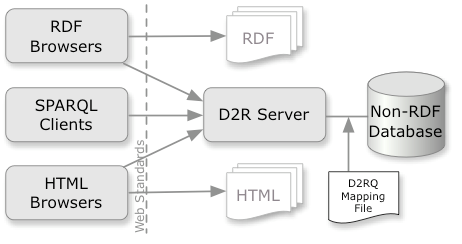 RDF
Browsers
RDF
SPARQL
Clients
D2R Server
Non-RDF
Database
Web Standards
HTML
Browsers
HTML
D2RQ
Mapping
File